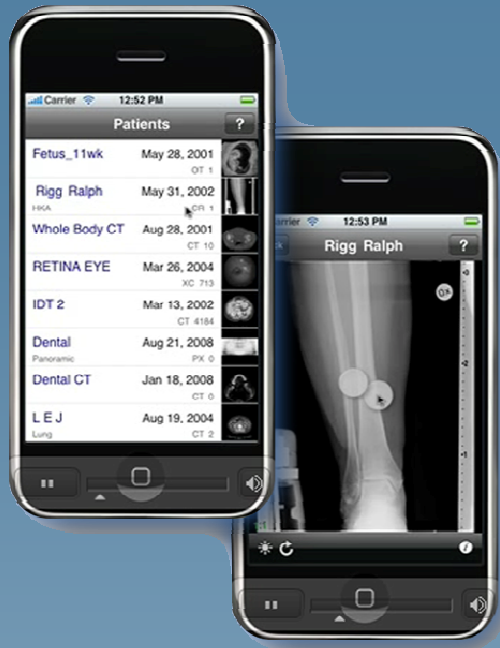 Carrier 12:52 PM
Patients ?
Fetus_11wk May 28, 2001
OT 1
Rigg Ralph May 31, 2002
HKA CR 1
Whole Body CT Aug 28, 2001
CT 10
RETINA EYE Mar 26, 2004
XC 713
IDT 2 Mar 13, 2002
CT 4184
Dental Aug 21, 2008
Panoramic PX 0
Dental CT Jan 18, 2008
CT 0
L E J Aug 19, 2004
Lung CT 2
arrier 12:53 PM
Rigg Ralph ?